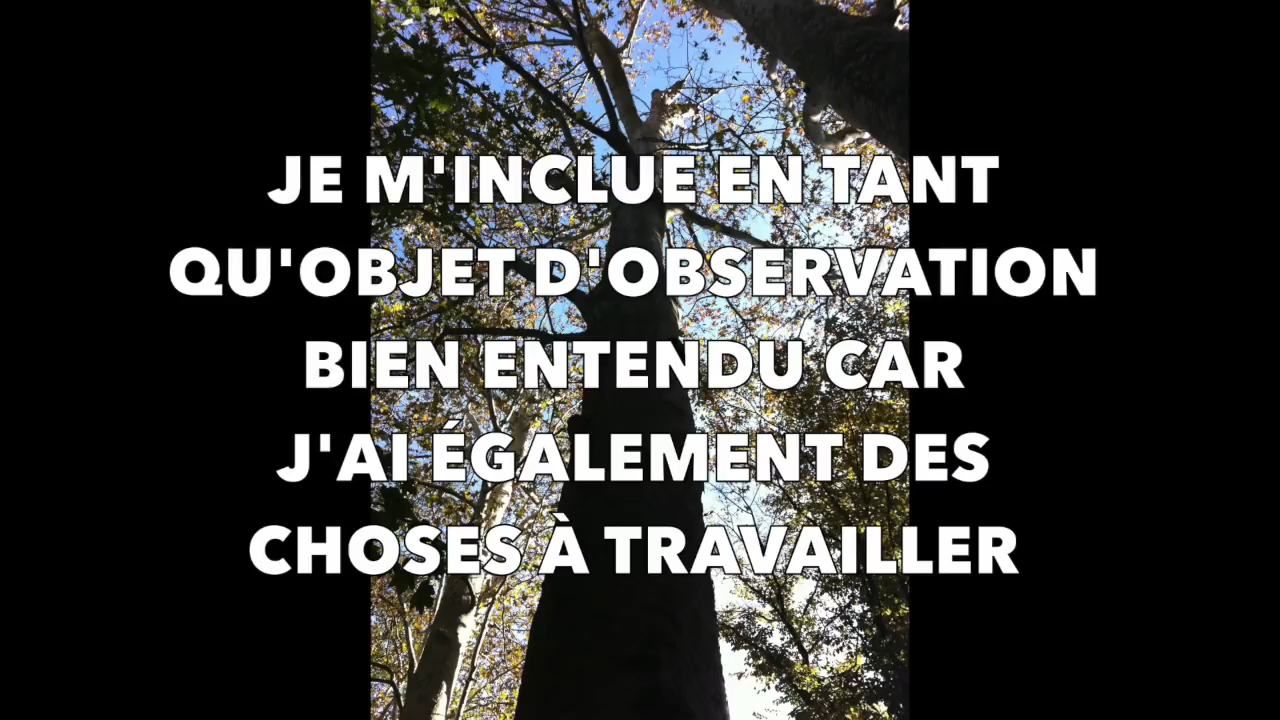 JE M'INCLUE EN TANT
QU'OBJET D'OBSERVATION
BIEN ENTENDU CAR
J'AI ÉGALEMENT DES
CHOSES À TRAVAILLER